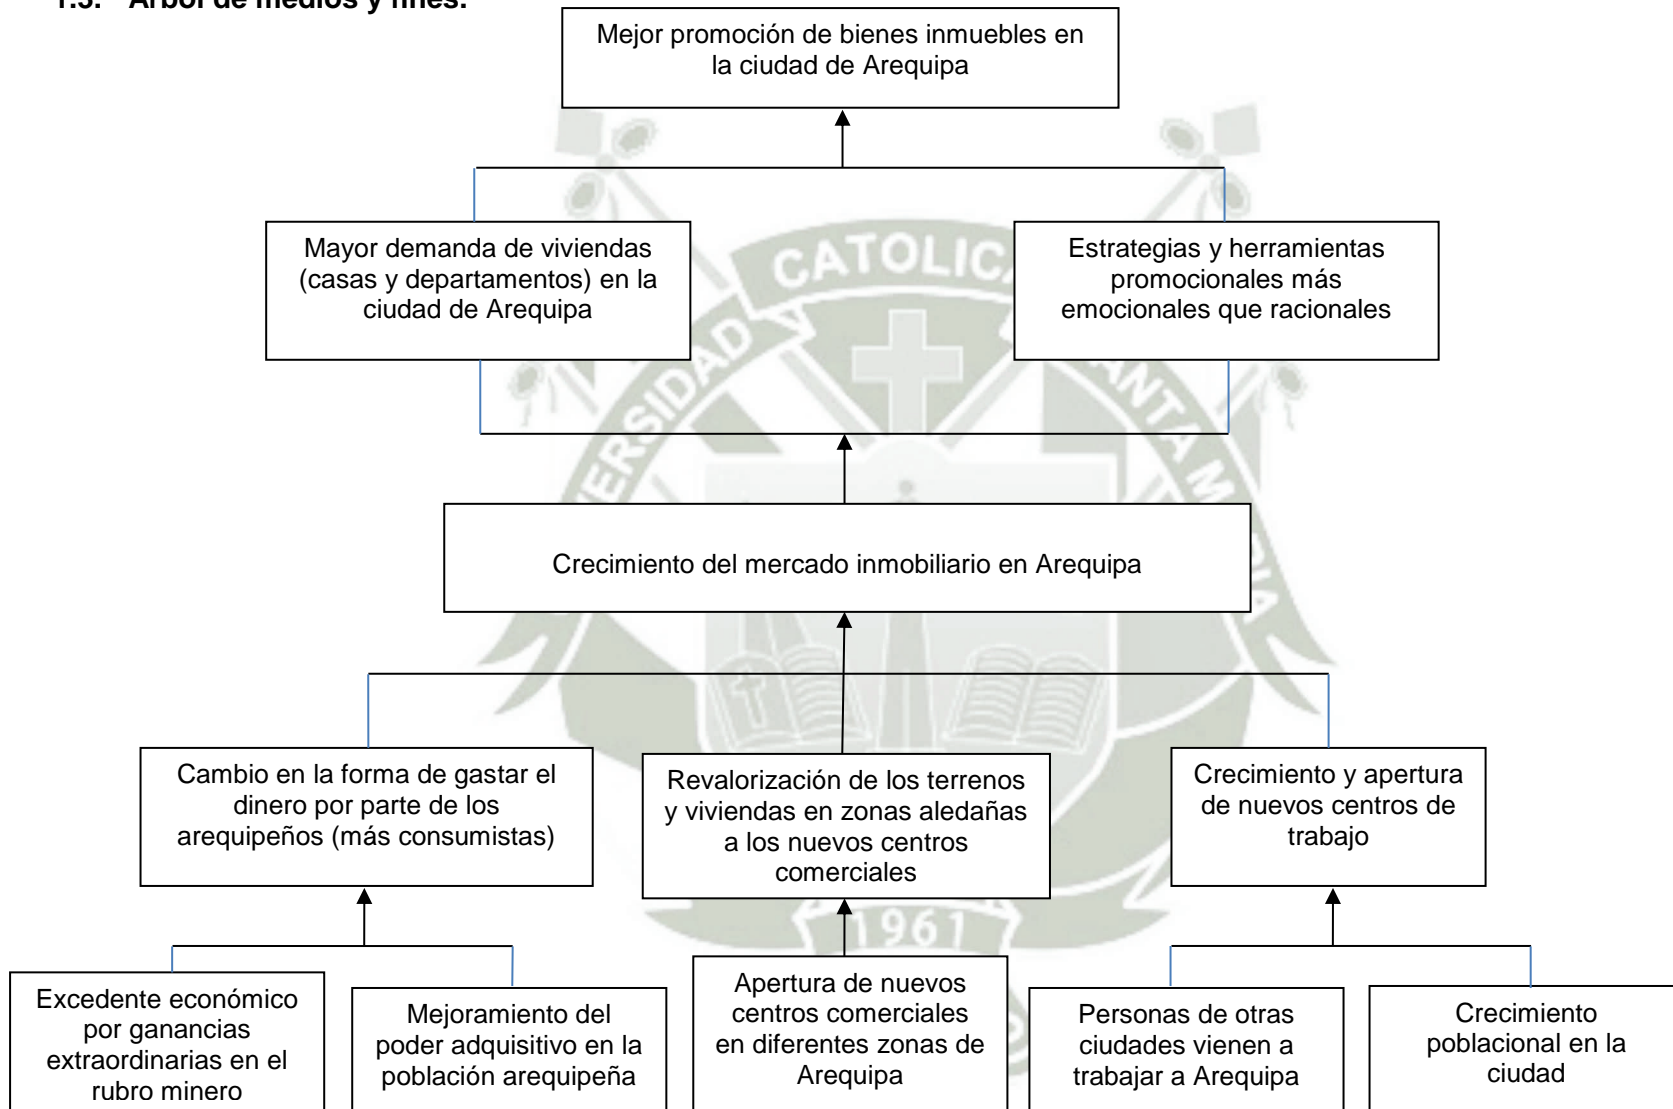 1.3. Árbol de medios y fines.
Mejor promoción de bienes inmuebles en
la ciudad de Arequipa
Mayor demanda de viviendas
(casas y departamentos) en la
ciudad de Arequipa
Estrategias y herramientas
promocionales más
emocionales que racionales
Crecimiento del mercado inmobiliario en Arequipa
Cambio en la forma de gastar el
dinero por parte de los
arequipeños (más consumistas)
Revalorización de los terrenos
y viviendas en zonas aledañas
a los nuevos centros
comerciales
Crecimiento y apertura
de nuevos centros de
trabajo
Excedente económico
por ganancias
extraordinarias en el
rubro minero
Mejoramiento del
poder adquisitivo en la
población arequipeña
Apertura de nuevos
centros comerciales
en diferentes zonas de
Arequipa
Personas de otras
ciudades vienen a
trabajar a Arequipa
Crecimiento
poblacional en la
ciudad
CATOLICA
1961